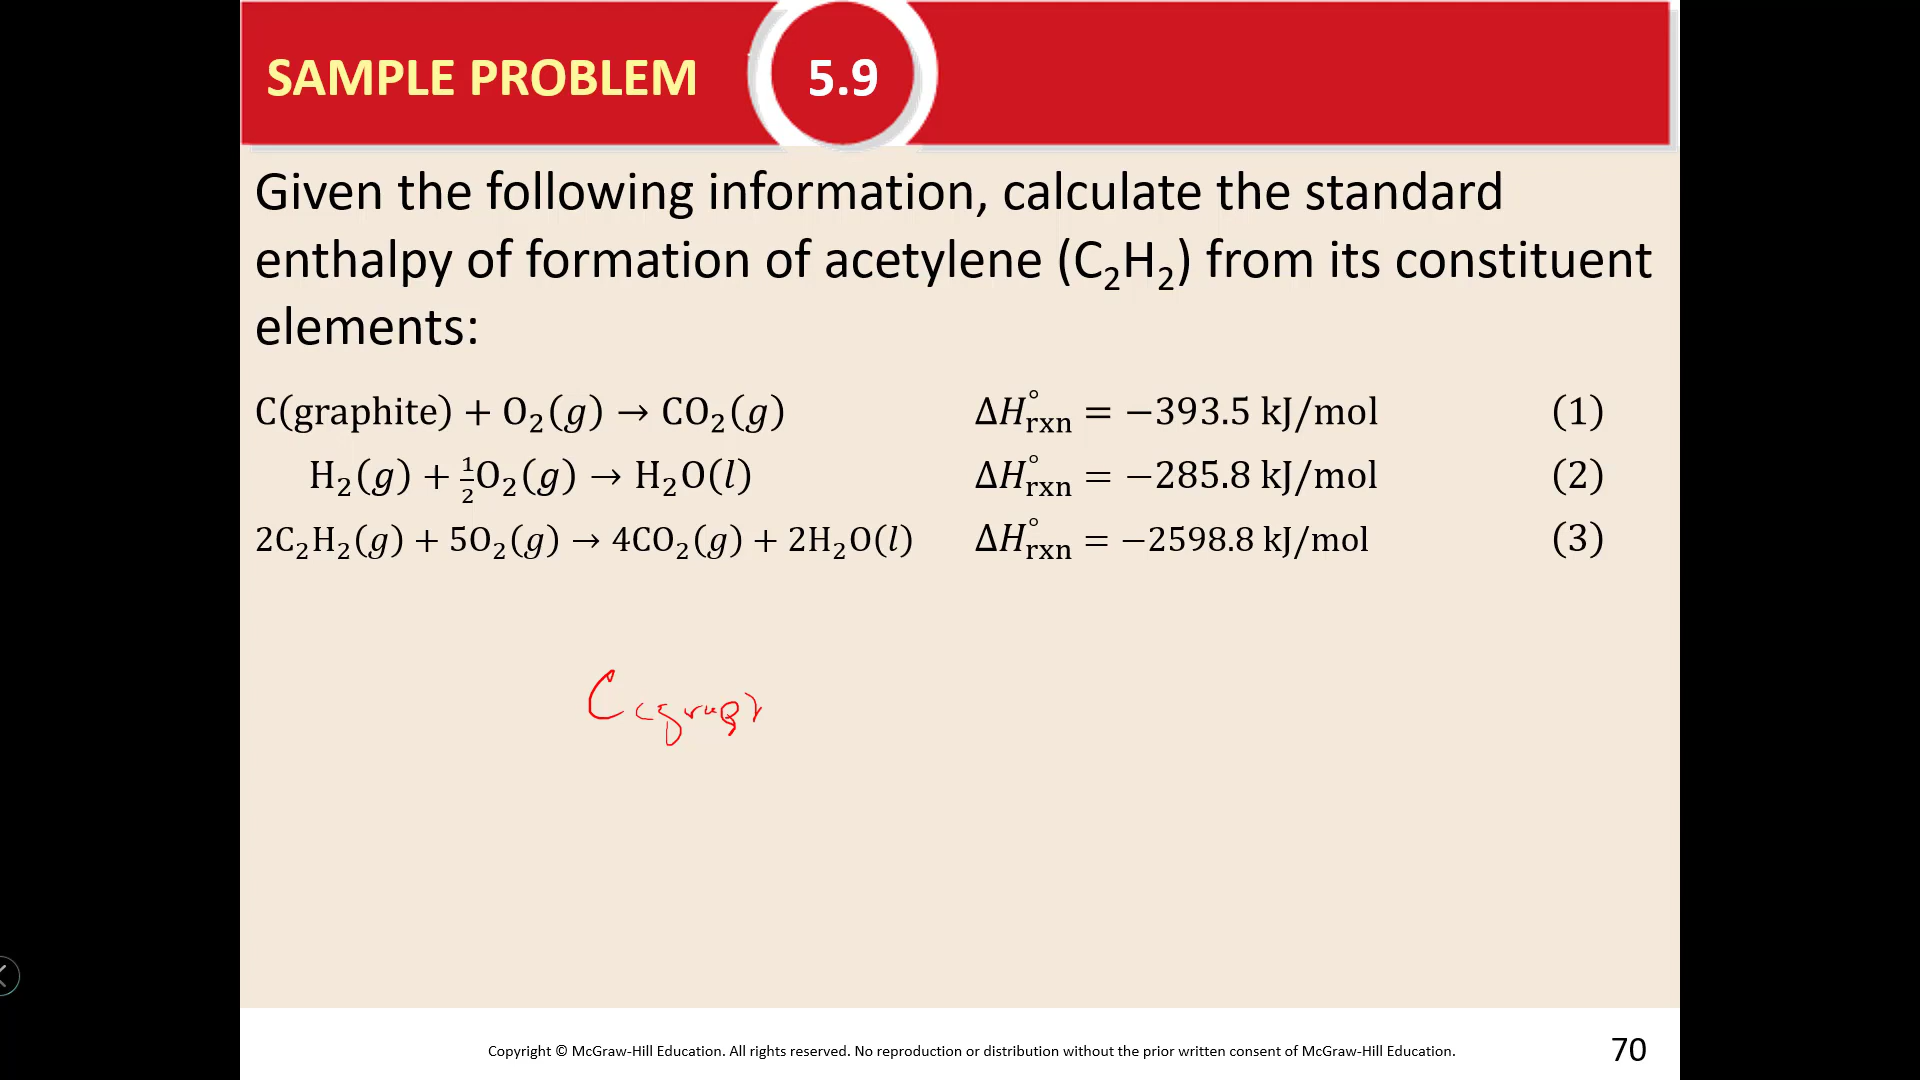 SAMPLE PROBLEM 5.9
Given the following information, calculate the standard
enthalpy of formation of acetylene (C₂H₂) from its constituent
elements:
C(graphite) + O₂(g) → CO₂(g) ΔH°rxn = −393.5 kJ/mol (1)
H₂(g) + ½O₂(g) → H₂O(l) ΔH°rxn = −285.8 kJ/mol (2)
2C₂H₂(g) + 5O₂(g) → 4CO₂(g) + 2H₂O(l) ΔH°rxn = −2598.8 kJ/mol (3)
C
Copyright © McGraw-Hill Education. All rights reserved. No reproduction or distribution without the prior written consent of McGraw-Hill Education. 70